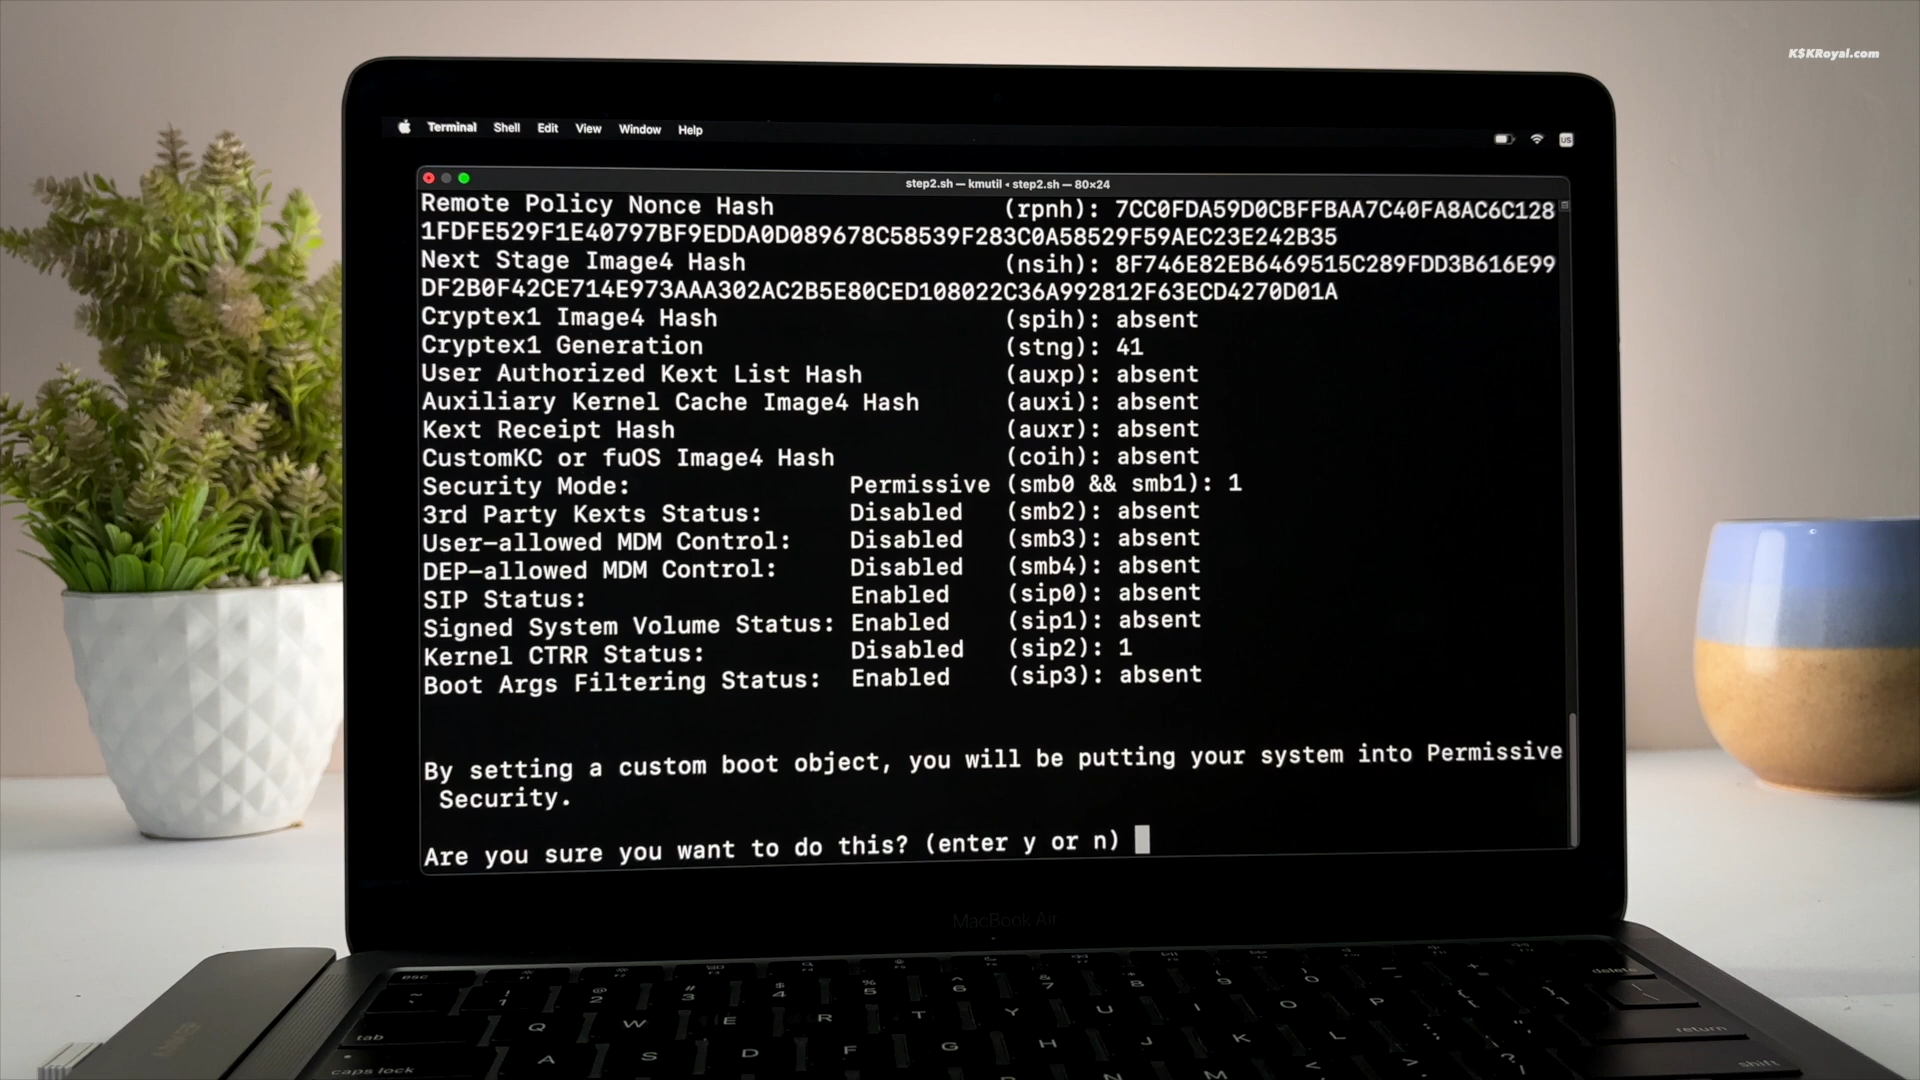 K$KRoyal.com
Terminal Shell Edit View Window Help
US
step2.sh — kmutil ◂ step2.sh — 80×24
Remote Policy Nonce Hash (rpnh): 7CC0FDA59D0CBFFBAA7C40FA8AC6C128
1FDFE529F1E40797BF9EDDA0D089678C58539F283C0A58529F59AEC23E242B35
Next Stage Image4 Hash (nsih): 8F746E82EB6469515C289FDD3B616E99
DF2B0F42CE714E973AAA302AC2B5E80CED108022C36A992812F63ECD4270D01A
Cryptex1 Image4 Hash (spih): absent
Cryptex1 Generation (stng): 41
User Authorized Kext List Hash (auxp): absent
Auxiliary Kernel Cache Image4 Hash (auxi): absent
Kext Receipt Hash (auxr): absent
CustomKC or fuOS Image4 Hash (coih): absent
Security Mode: Permissive (smb0 && smb1): 1
3rd Party Kexts Status: Disabled (smb2): absent
User-allowed MDM Control: Disabled (smb3): absent
DEP-allowed MDM Control: Disabled (smb4): absent
SIP Status: Enabled (sip0): absent
Signed System Volume Status: Enabled (sip1): absent
Kernel CTRR Status: Disabled (sip2): 1
Boot Args Filtering Status: Enabled (sip3): absent
By setting a custom boot object, you will be putting your system into Permissive
Security.
Are you sure you want to do this? (enter y or n)
MacBook Air
esc
delete
tab Q W E R T Y U I O P
return
caps lock A S D F G H J K L
shift